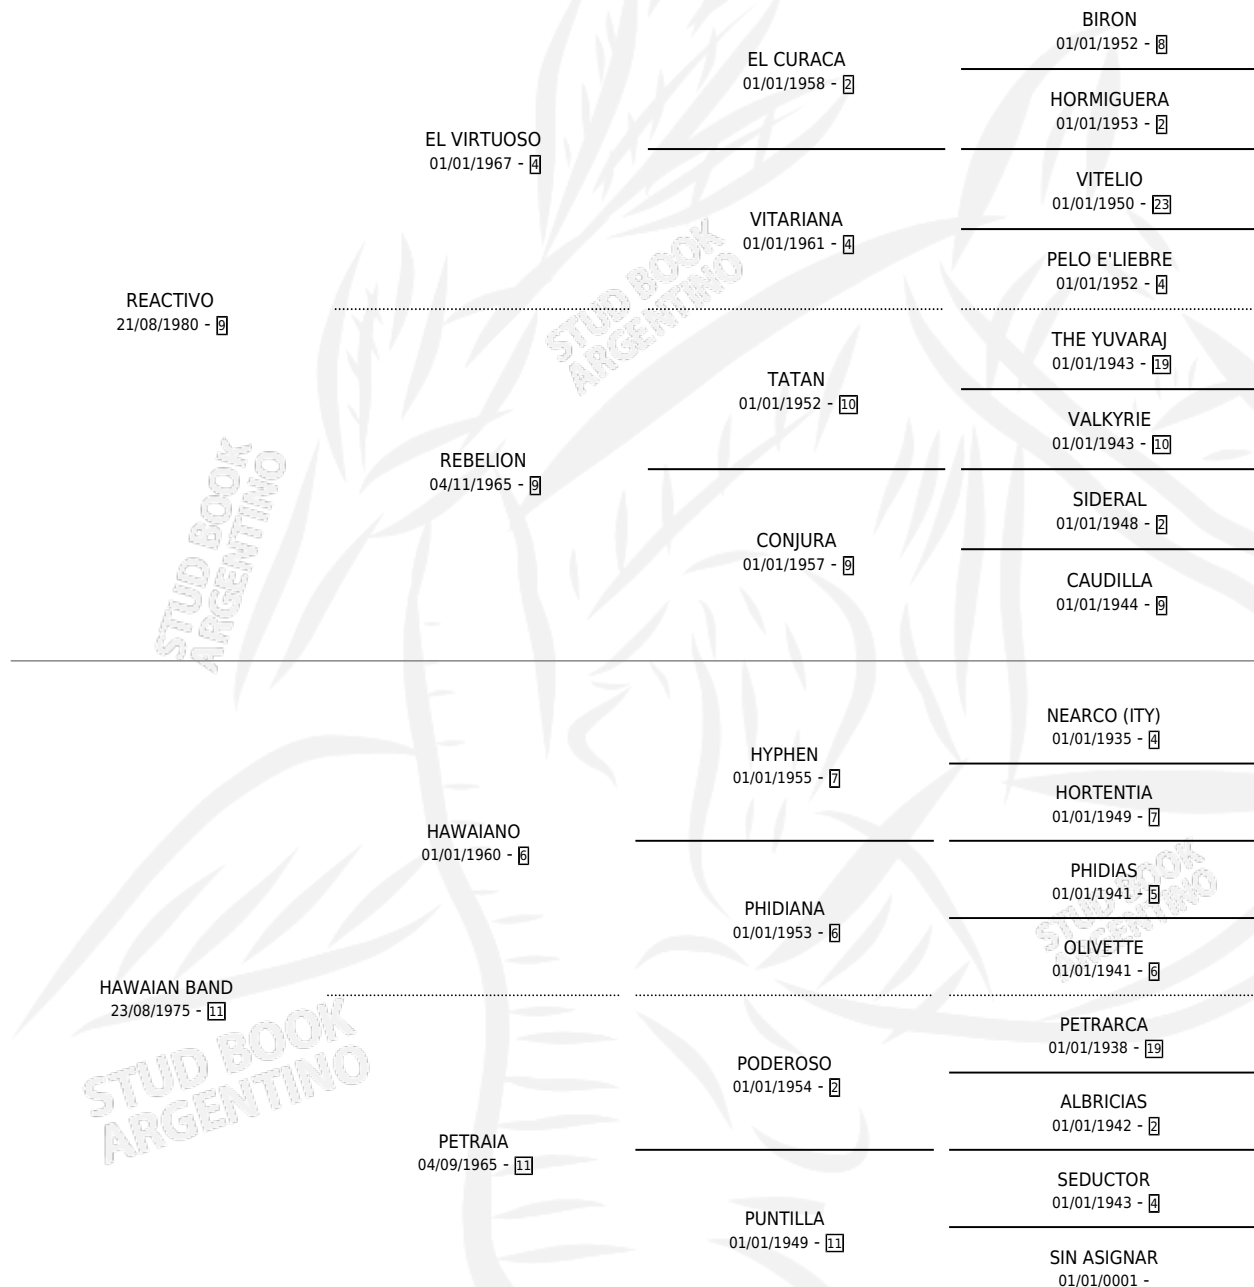 BIRON
01/01/1952 - 8
EL CURACA
01/01/1958 - 2
HORMIGUERA
01/01/1953 - 2
EL VIRTUOSO
01/01/1967 - 4
VITELIO
01/01/1950 - 23
VITARIANA
01/01/1961 - 4
PELO E'LIEBRE
01/01/1952 - 4
STUD BOOK
ARGENTINO
REACTIVO
21/08/1980 - 9
THE YUVARAJ
01/01/1943 - 19
TATAN
01/01/1952 - 10
VALKYRIE
01/01/1943 - 10
REBELION
04/11/1965 - 9
SIDERAL
01/01/1948 - 2
CONJURA
01/01/1957 - 9
CAUDILLA
01/01/1944 - 9
STUD BOOK
ARGENTINO
NEARCO (ITY)
01/01/1935 - 4
HYPHEN
01/01/1955 - 7
HORTENTIA
01/01/1949 - 7
HAWAIANO
01/01/1960 - 6
PHIDIAS
01/01/1941 - 5
PHIDIANA
01/01/1953 - 6
OLIVETTE
01/01/1941 - 6
STUD BOOK
ARGENTINO
HAWAIAN BAND
23/08/1975 - 11
PETRARCA
01/01/1938 - 19
PODEROSO
01/01/1954 - 2
ALBRICIAS
01/01/1942 - 2
STUD BOOK
ARGENTINO
PETRAIA
04/09/1965 - 11
SEDUCTOR
01/01/1943 - 4
PUNTILLA
01/01/1949 - 11
SIN ASIGNAR
01/01/0001 -